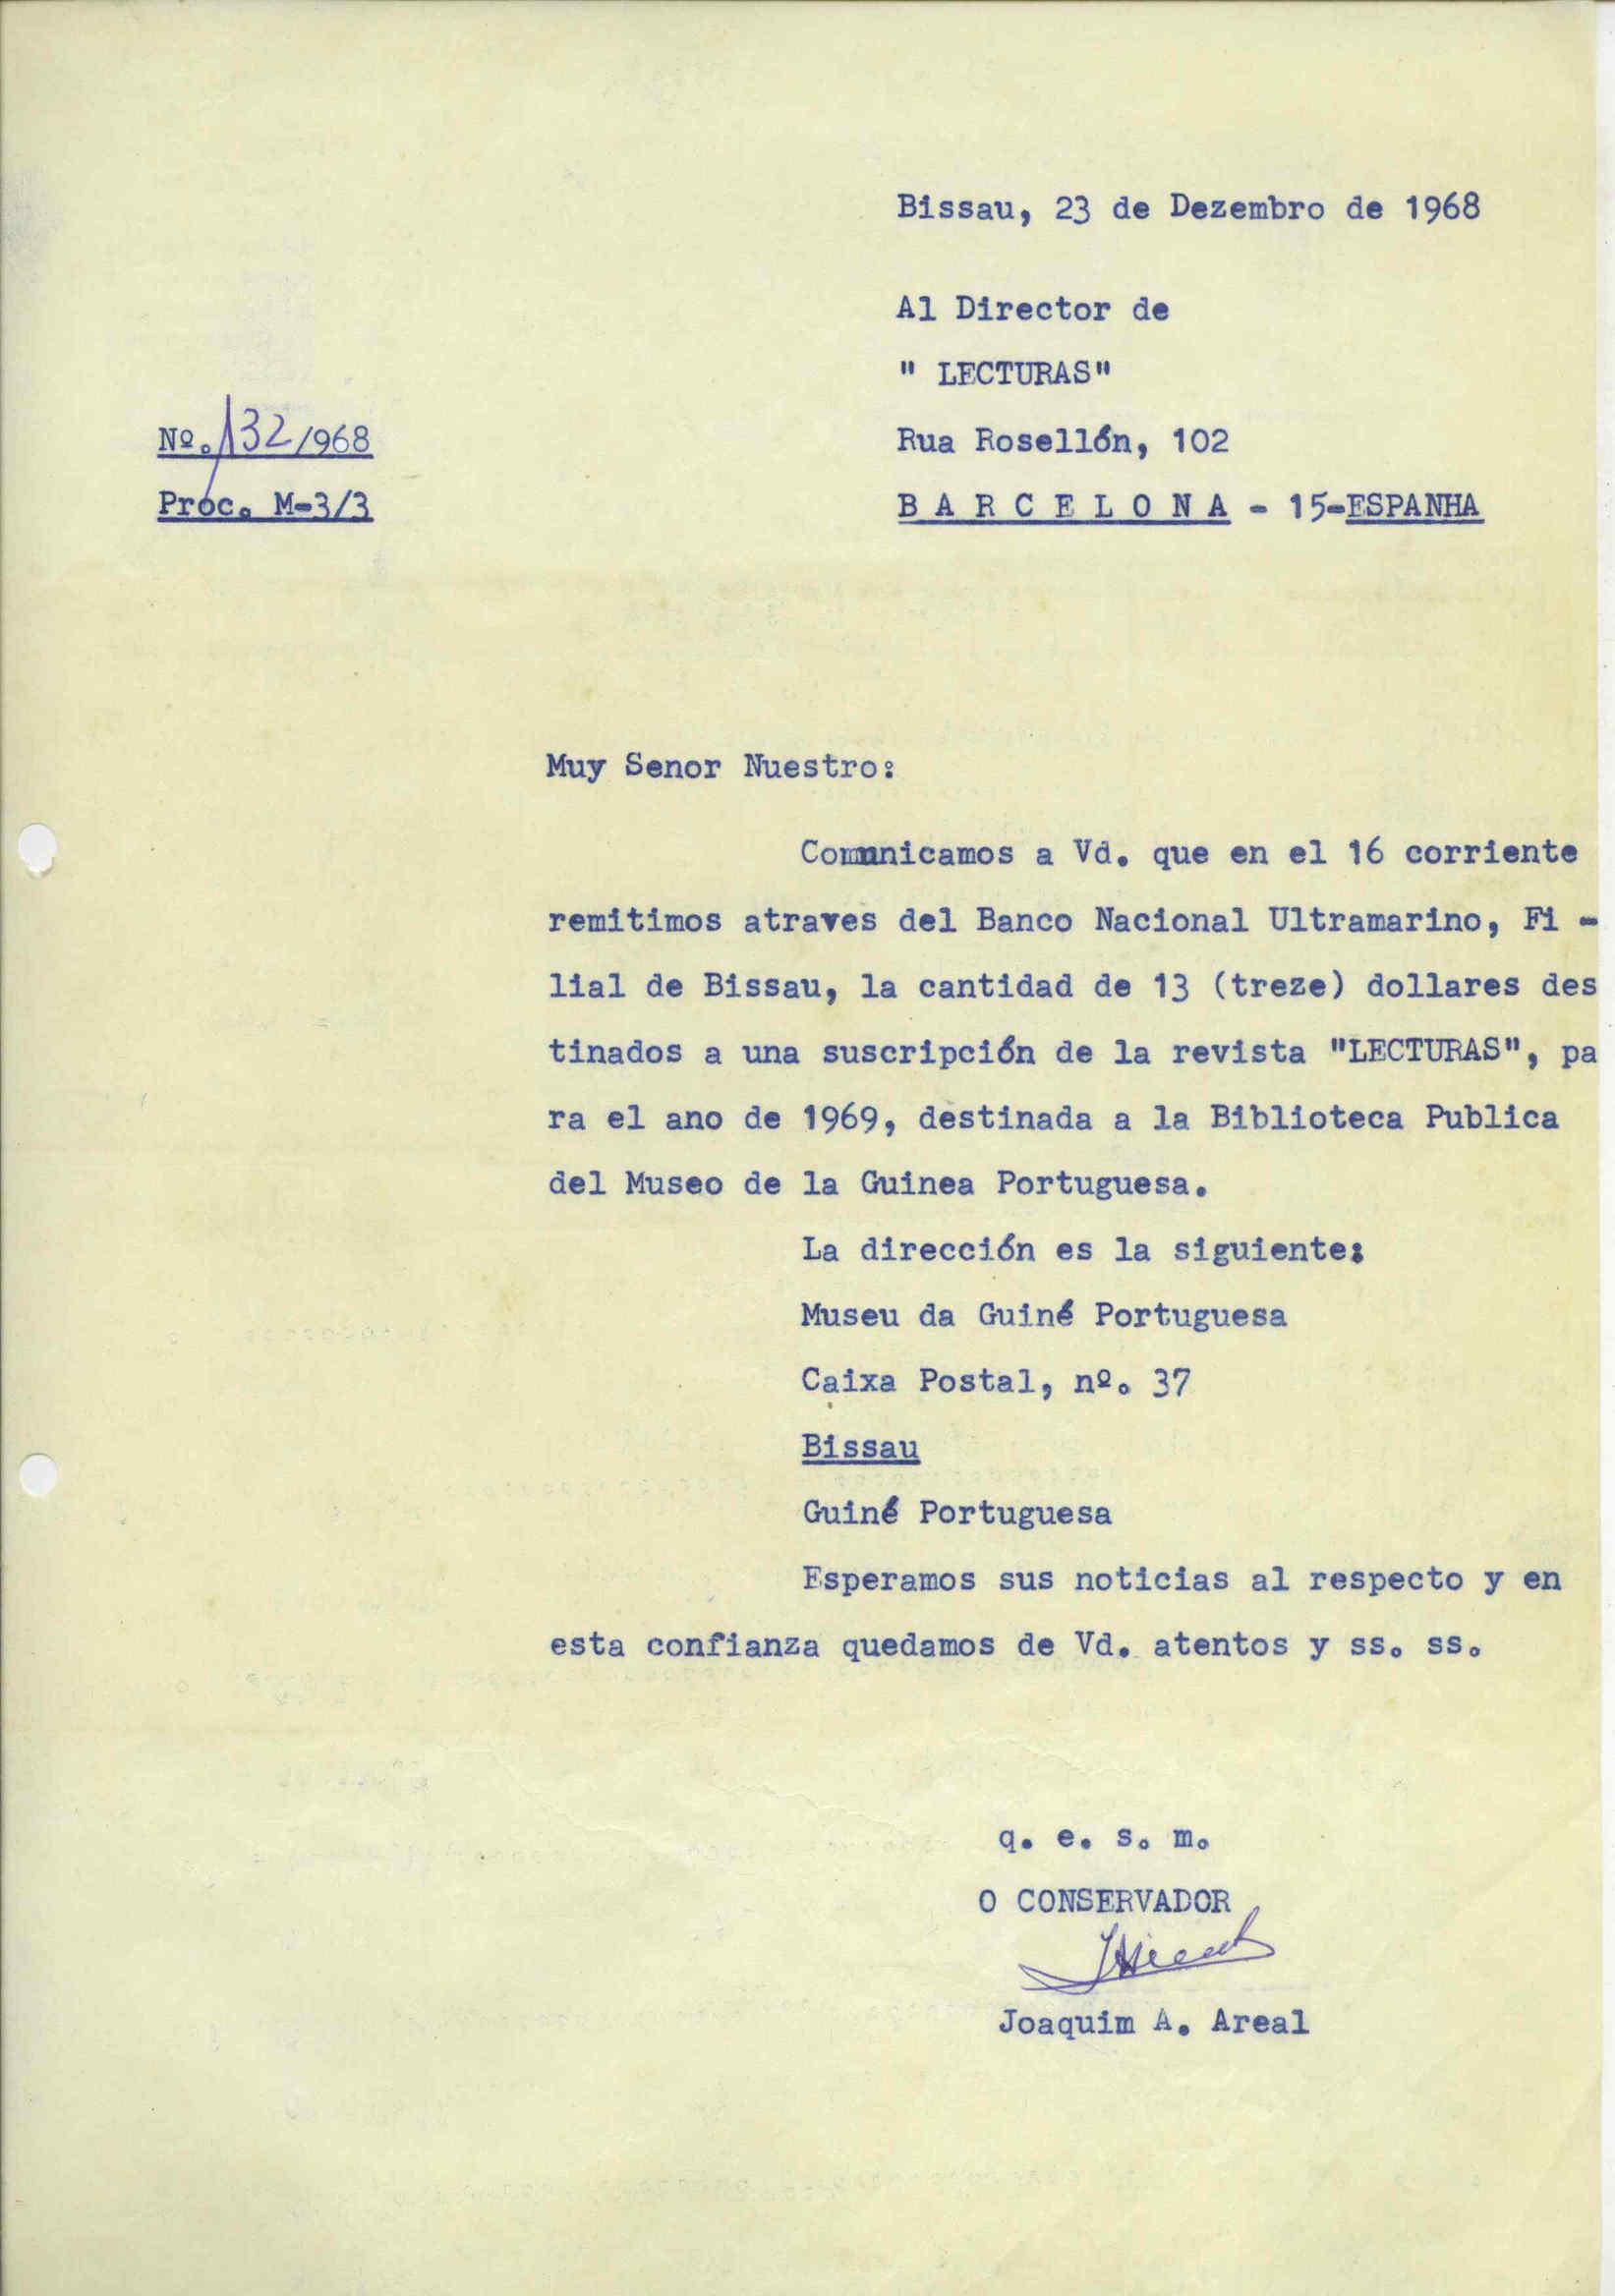 Bissau, 23 de Dezembro de 1968
Al Director de
" LECTURAS"
Nº. 132/968
Rua Rosellón, 102
Proc. M-3/3
B A R C E L O N A - 15-ESPANHA
Muy Senor Nuestro:
Comunicamos a Vd. que en el 16 corriente
remitimos atraves del Banco Nacional Ultramarino, Fi -
lial de Bissau, la cantidad de 13 (treze) dollares des
tinados a una suscripción de la revista "LECTURAS", pa
ra el ano de 1969, destinada a la Biblioteca Publica
del Museo de la Guinea Portuguesa.
La dirección es la siguiente:
Museu da Guiné Portuguesa
Caixa Postal, nº. 37
Bissau
Guiné Portuguesa
Esperamos sus noticias al respecto y en
esta confianza quedamos de Vd. atentos y ss. ss.
q. e. s. m.
O CONSERVADOR
Joaquim A. Areal